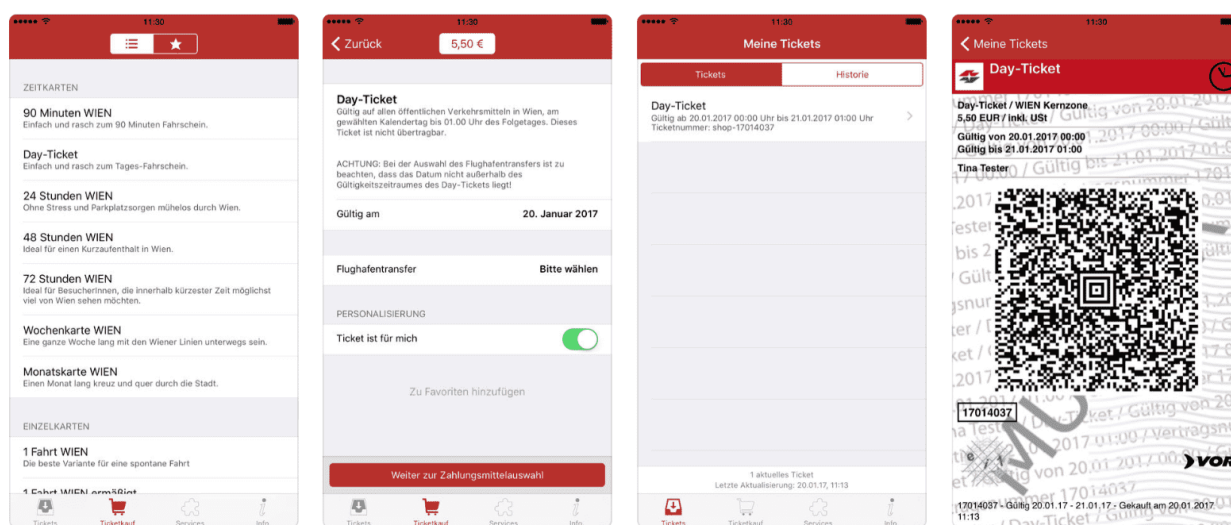 11:30
ZEITKARTEN
90 Minuten WIEN
Einfach und rasch zum 90 Minuten Fahrschein.
Day-Ticket
Einfach und rasch zum Tages-Fahrschein.
24 Stunden WIEN
Ohne Stress und Parkplatzsorgen mühelos durch Wien.
48 Stunden WIEN
Ideal für einen Kurzaufenthalt in Wien.
72 Stunden WIEN
Ideal für BesucherInnen, die innerhalb kürzester Zeit möglichst
viel von Wien sehen möchten.
Wochenkarte WIEN
Eine ganze Woche lang mit den Wiener Linien unterwegs sein.
Monatskarte WIEN
Einen Monat lang kreuz und quer durch die Stadt.
EINZELKARTEN
1 Fahrt WIEN
Die beste Variante für eine spontane Fahrt
1 Fahrt WIEN ermäßigt
Tickets Ticketkauf Services Info
11:30
Zurück 5,50 €
Day-Ticket
Gültig auf allen öffentlichen Verkehrsmitteln in Wien, am
gewählten Kalendertag bis 01.00 Uhr des Folgetages. Dieses
Ticket ist nicht übertragbar.
ACHTUNG: Bei der Auswahl des Flughafentransfers ist zu
beachten, dass das Datum nicht außerhalb des
Gültigkeitszeitraumes des Day-Tickets liegt!
Gültig am 20. Januar 2017
Flughafentransfer Bitte wählen
PERSONALISIERUNG
Ticket ist für mich
Zu Favoriten hinzufügen
Weiter zur Zahlungsmittelauswahl
Tickets Ticketkauf Services Info
11:30
Meine Tickets
Tickets Historie
Day-Ticket
Gültig ab 20.01.2017 00:00 Uhr bis 21.01.2017 01:00 Uhr
Ticketnummer: shop-17014037
1 aktuelles Ticket
Letzte Aktualisierung: 20.01.17, 11:13
Tickets Ticketkauf Services Info
11:30
Meine Tickets
Day-Ticket
Day-Ticket / WIEN Kernzone
5,50 EUR / inkl. USt
Gültig von 20.01.2017 00:00
Gültig bis 21.01.2017 01:00
Tina Tester
17014037
VOR
17014037 - Gültig 20.01.17 - 21.01.17 - Gekauft am 20.01.2017
11:13